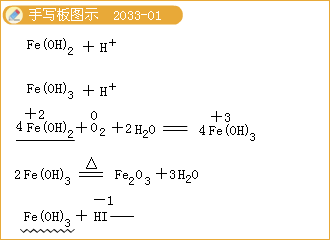 手写板图示 2033-01
Fe(OH)₂ + H⁺
Fe(OH)₃ + H⁺
+2 0 +3
4Fe(OH)₂+O₂ +2H₂O == 4Fe(OH)₃
△
2Fe(OH)₃ == Fe₂O₃ +3H₂O
−1
Fe(OH)₃ + HI—